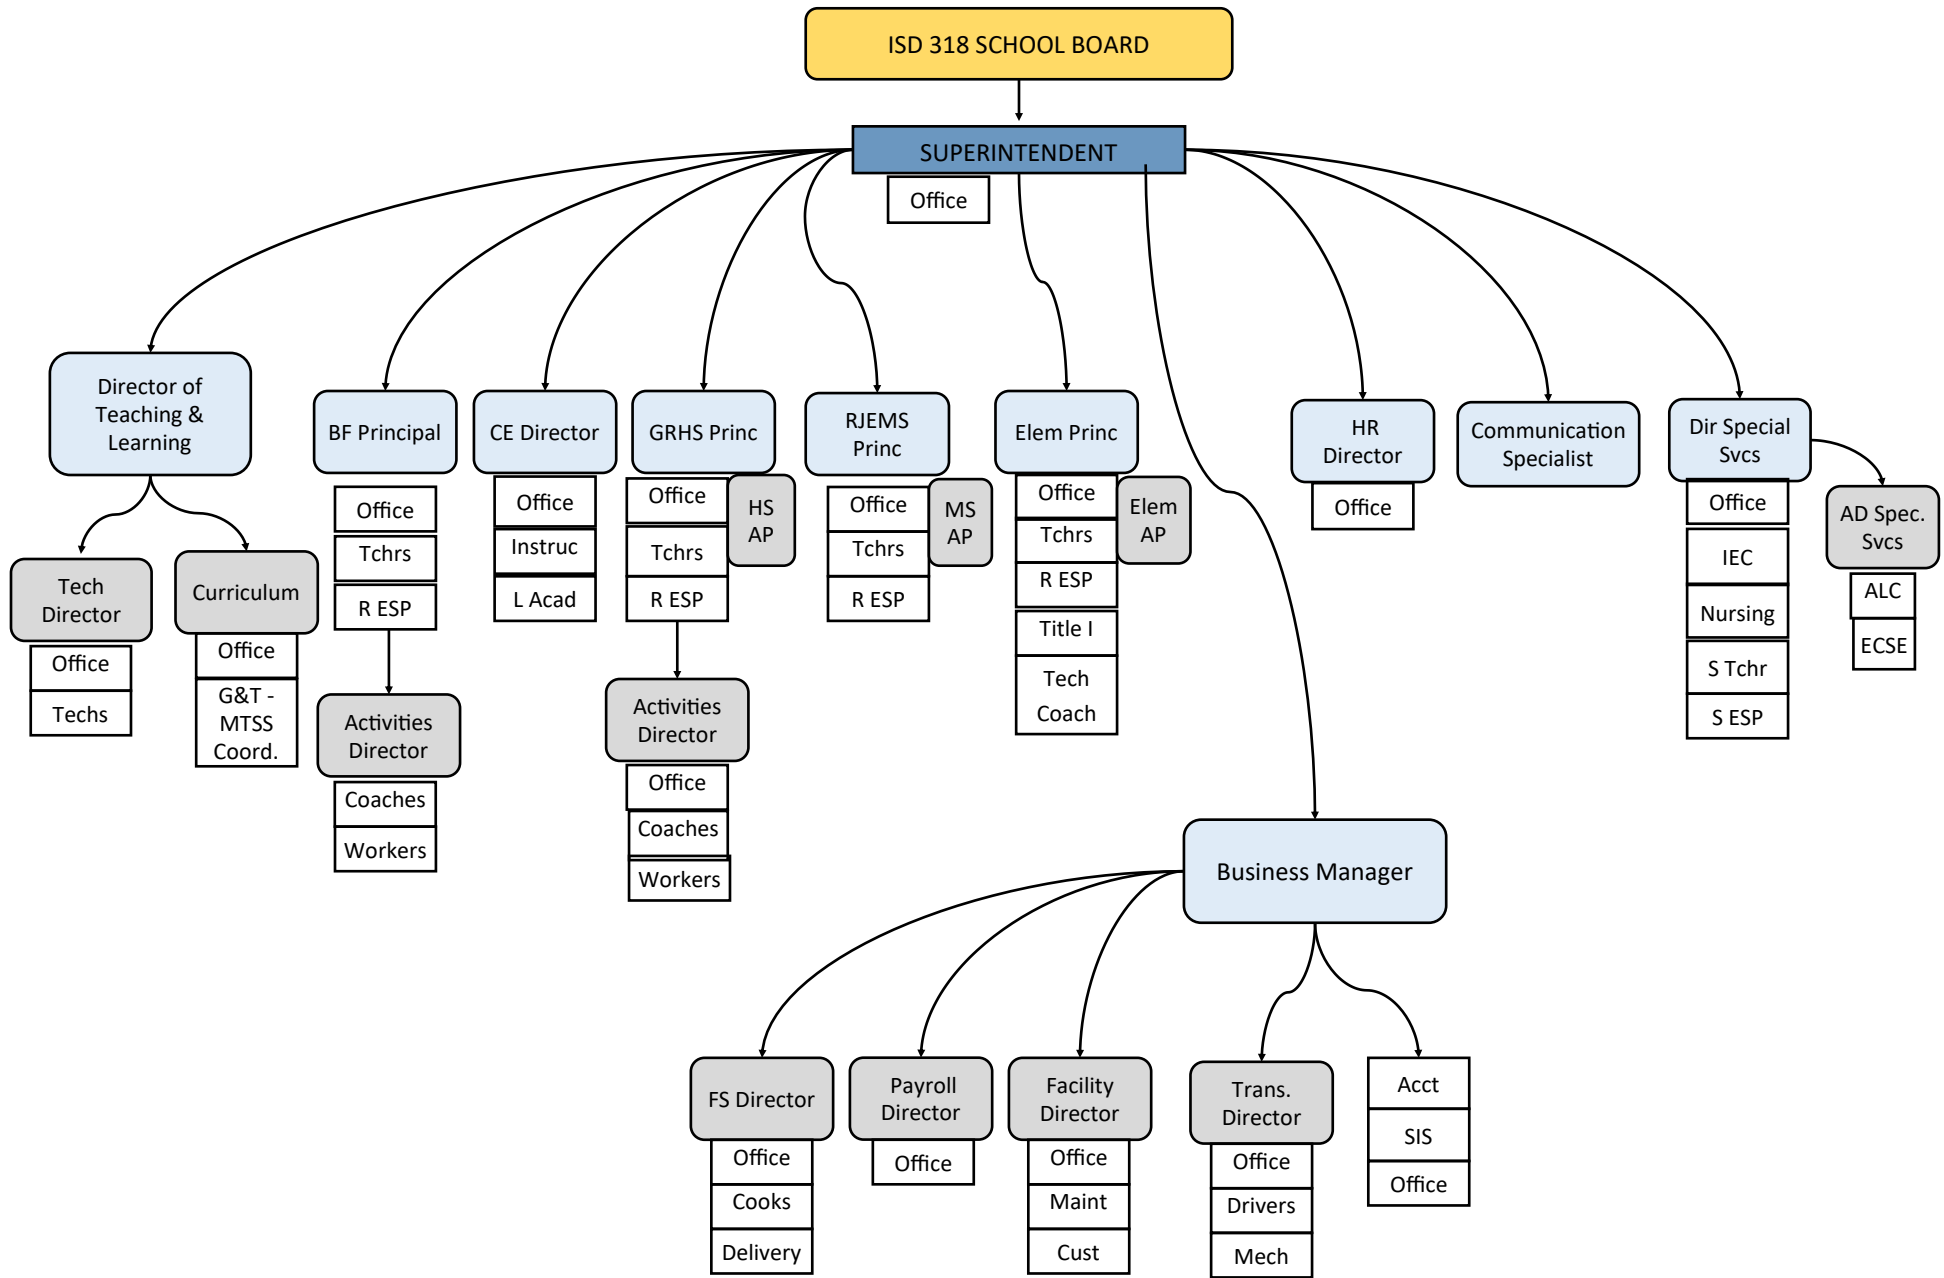 ISD 318 SCHOOL BOARD
SUPERINTENDENT
Office
Director of
Teaching &
Learning
Tech
Director
Office
Techs
Curriculum
Office
G&T -
MTSS
Coord.
BF Principal
Office
Tchrs
R ESP
Activities
Director
Coaches
Workers
CE Director
Office
Instruc
L Acad
GRHS Princ
HS
AP
Office
Tchrs
R ESP
Activities
Director
Office
Coaches
Workers
RJEMS
Princ
MS
AP
Office
Tchrs
R ESP
Elem Princ
Elem
AP
Office
Tchrs
R ESP
Title I
Tech
Coach
HR
Director
Office
Communication
Specialist
Dir Special
Svcs
Office
IEC
Nursing
S Tchr
S ESP
AD Spec.
Svcs
ALC
ECSE
Business Manager
FS Director
Office
Cooks
Delivery
Payroll
Director
Office
Facility
Director
Office
Maint
Cust
Trans.
Director
Office
Drivers
Mech
Acct
SIS
Office